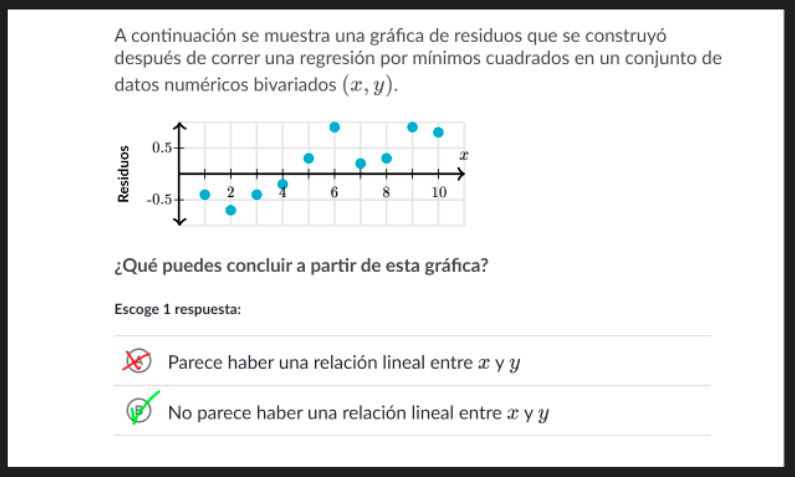 A continuación se muestra una gráfica de residuos que se construyó
después de correr una regresión por mínimos cuadrados en un conjunto de
datos numéricos bivariados (x, y).
Residuos
0.5
x
-0.5
2 4 6 8 10
¿Qué puedes concluir a partir de esta gráfica?
Escoge 1 respuesta:
A Parece haber una relación lineal entre x y y
B No parece haber una relación lineal entre x y y